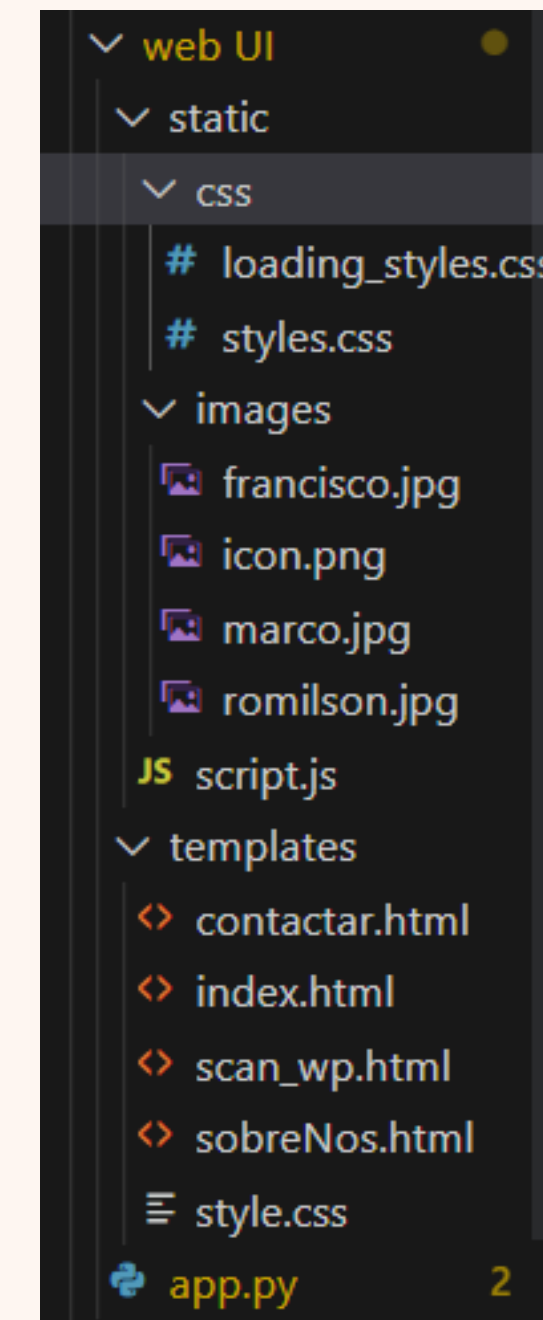 web UI
static
css
# loading_styles.css
# styles.css
images
francisco.jpg
icon.png
marco.jpg
romilson.jpg
JS script.js
templates
<> contactar.html
<> index.html
<> scan_wp.html
<> sobreNos.html
style.css
app.py 2